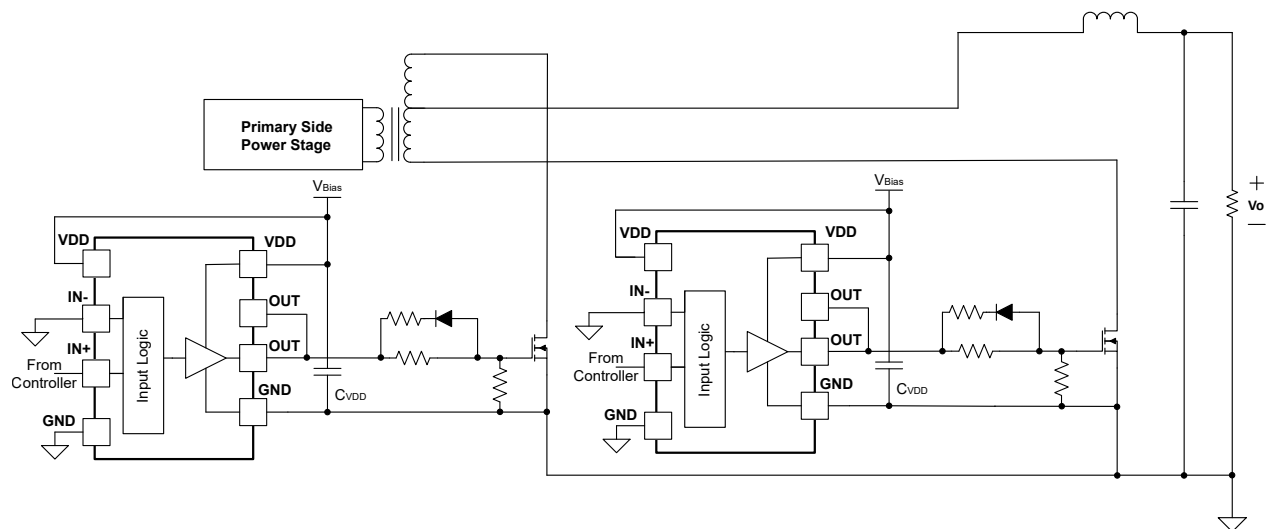 Primary Side
Power Stage
VBias
VDD
VDD
IN-
OUT
IN+
OUT
From
Controller
Input Logic
GND
CVDD
GND
VBias
VDD
VDD
IN-
OUT
IN+
OUT
From
Controller
Input Logic
GND
CVDD
GND
+
Vo
—